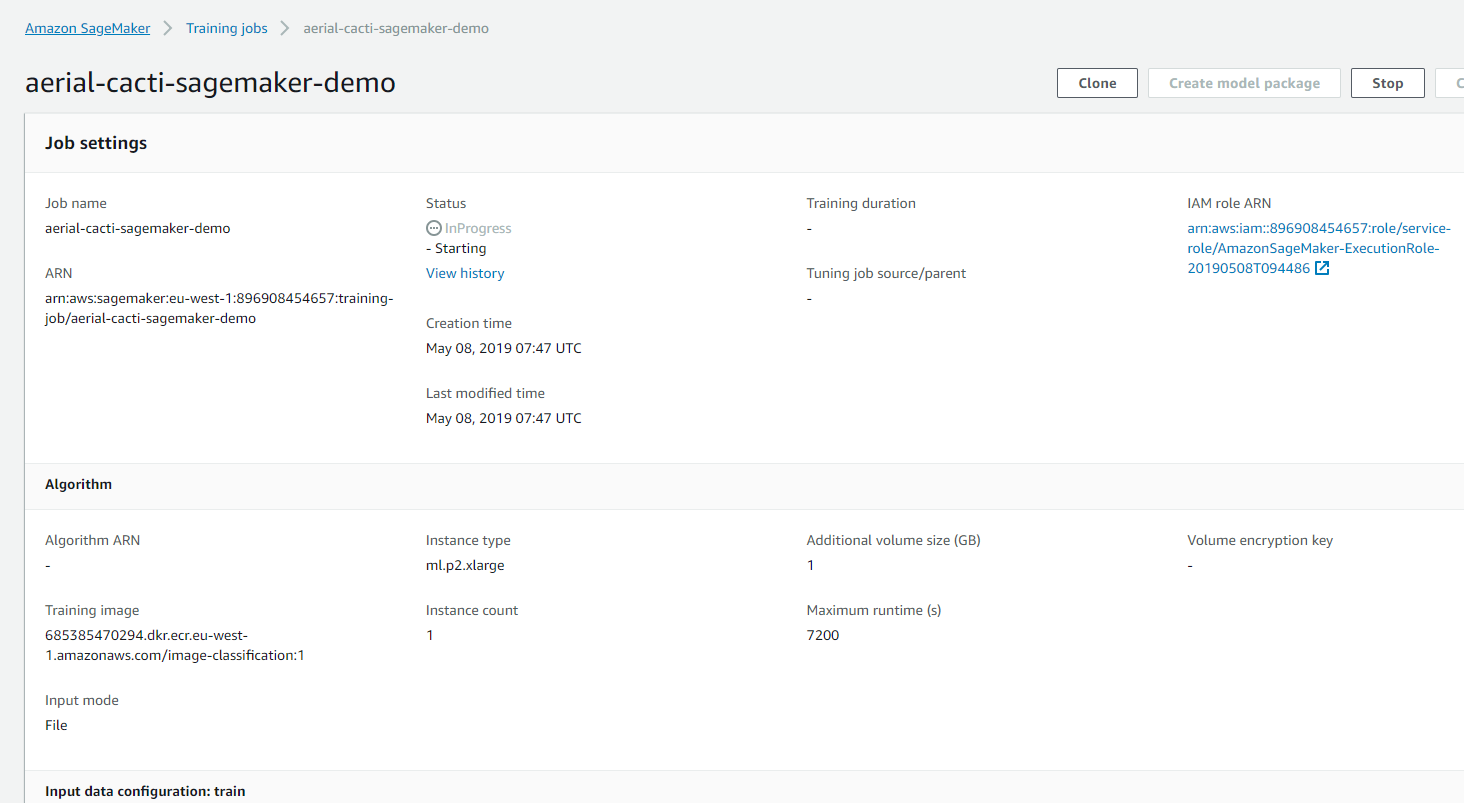 Amazon SageMaker > Training jobs > aerial-cacti-sagemaker-demo
aerial-cacti-sagemaker-demo
Clone
Create model package
Stop
C
Job settings
Job name
aerial-cacti-sagemaker-demo
ARN
arn:aws:sagemaker:eu-west-1:896908454657:training-
job/aerial-cacti-sagemaker-demo
Status
InProgress
- Starting
View history
Creation time
May 08, 2019 07:47 UTC
Last modified time
May 08, 2019 07:47 UTC
Training duration
-
Tuning job source/parent
-
IAM role ARN
arn:aws:iam::896908454657:role/service-
role/AmazonSageMaker-ExecutionRole-
20190508T094486
Algorithm
Algorithm ARN
-
Training image
685385470294.dkr.ecr.eu-west-
1.amazonaws.com/image-classification:1
Input mode
File
Instance type
ml.p2.xlarge
Instance count
1
Additional volume size (GB)
1
Maximum runtime (s)
7200
Volume encryption key
-
Input data configuration: train